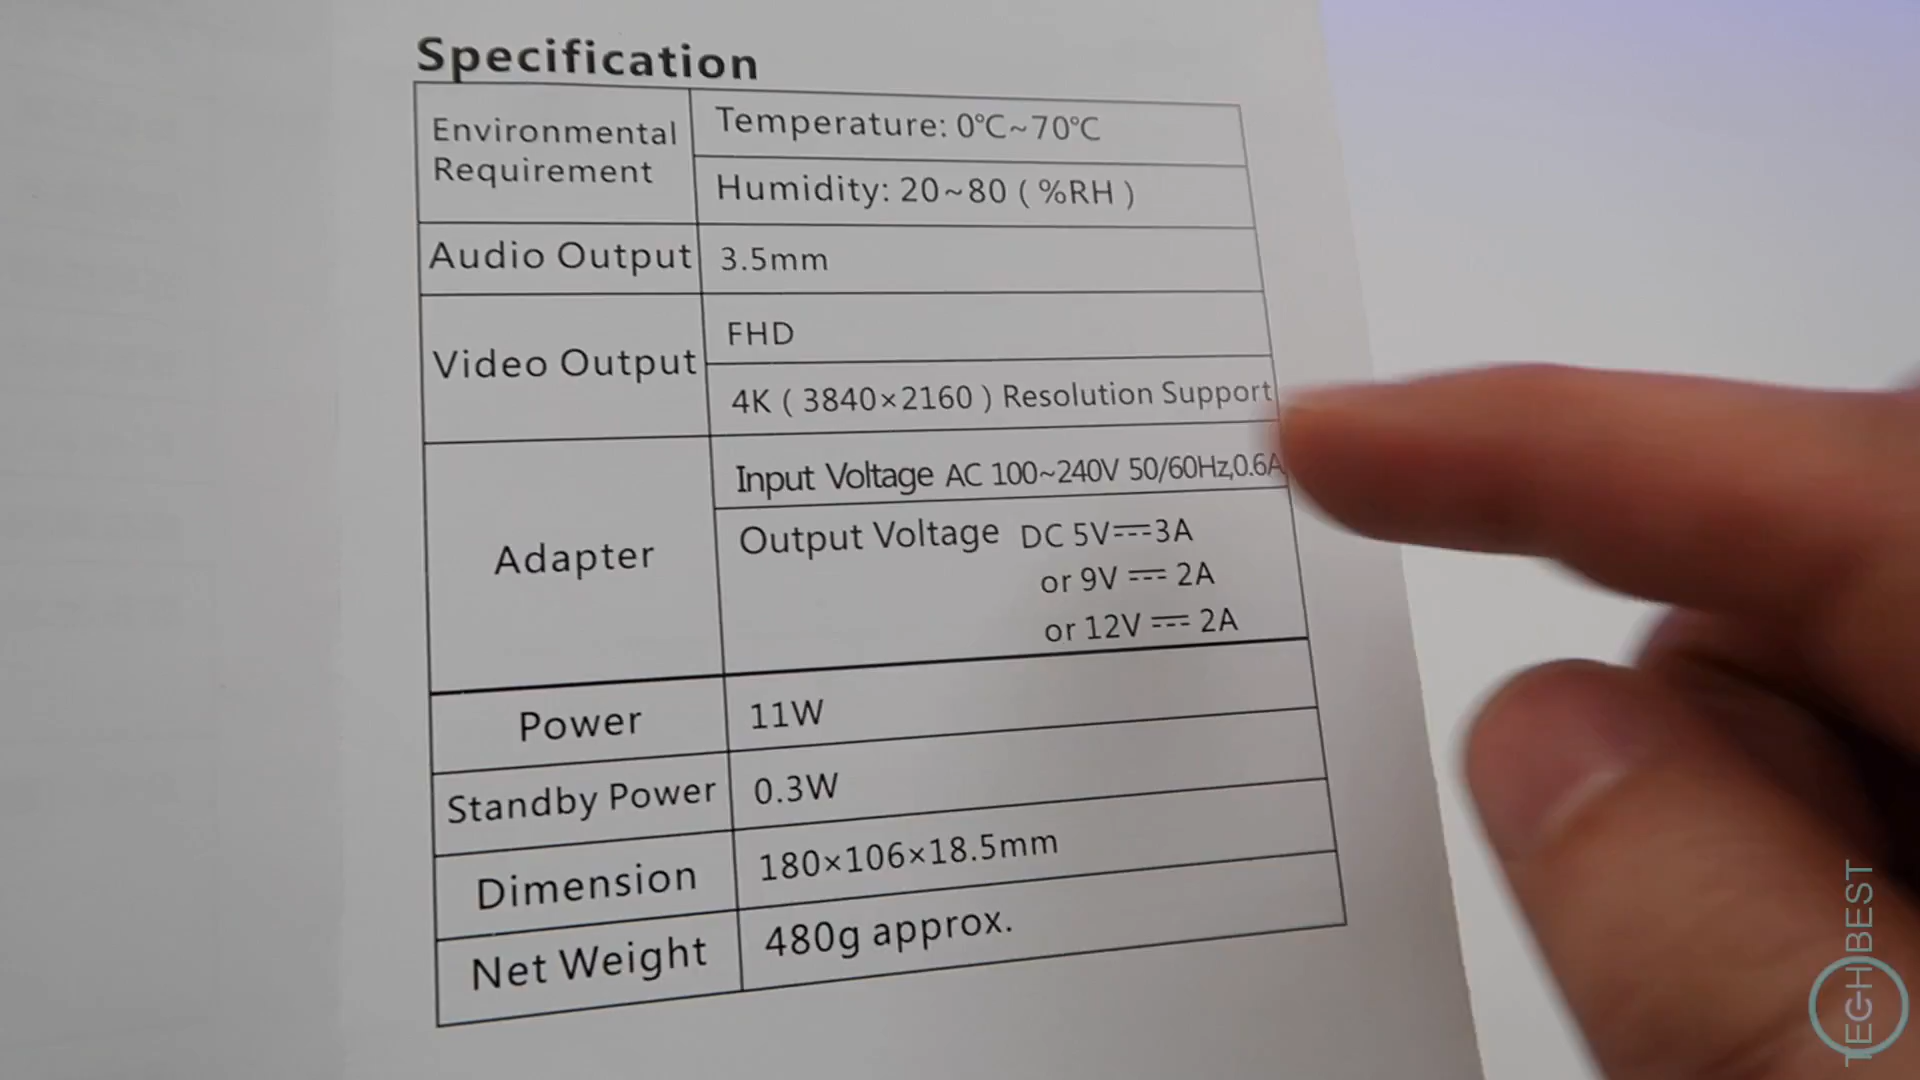 Specification
Environmental
Requirement
Temperature: 0℃~70℃
Humidity: 20~80 ( %RH )
Audio Output
3.5mm
Video Output
FHD
4K ( 3840×2160 ) Resolution Support
Adapter
Input Voltage AC 100~240V 50/60Hz,0.6A
Output Voltage DC 5V⎓3A
or 9V ⎓ 2A
or 12V ⎓ 2A
Power
11W
Standby Power
0.3W
Dimension
180×106×18.5mm
Net Weight
480g approx.
TECHBEST